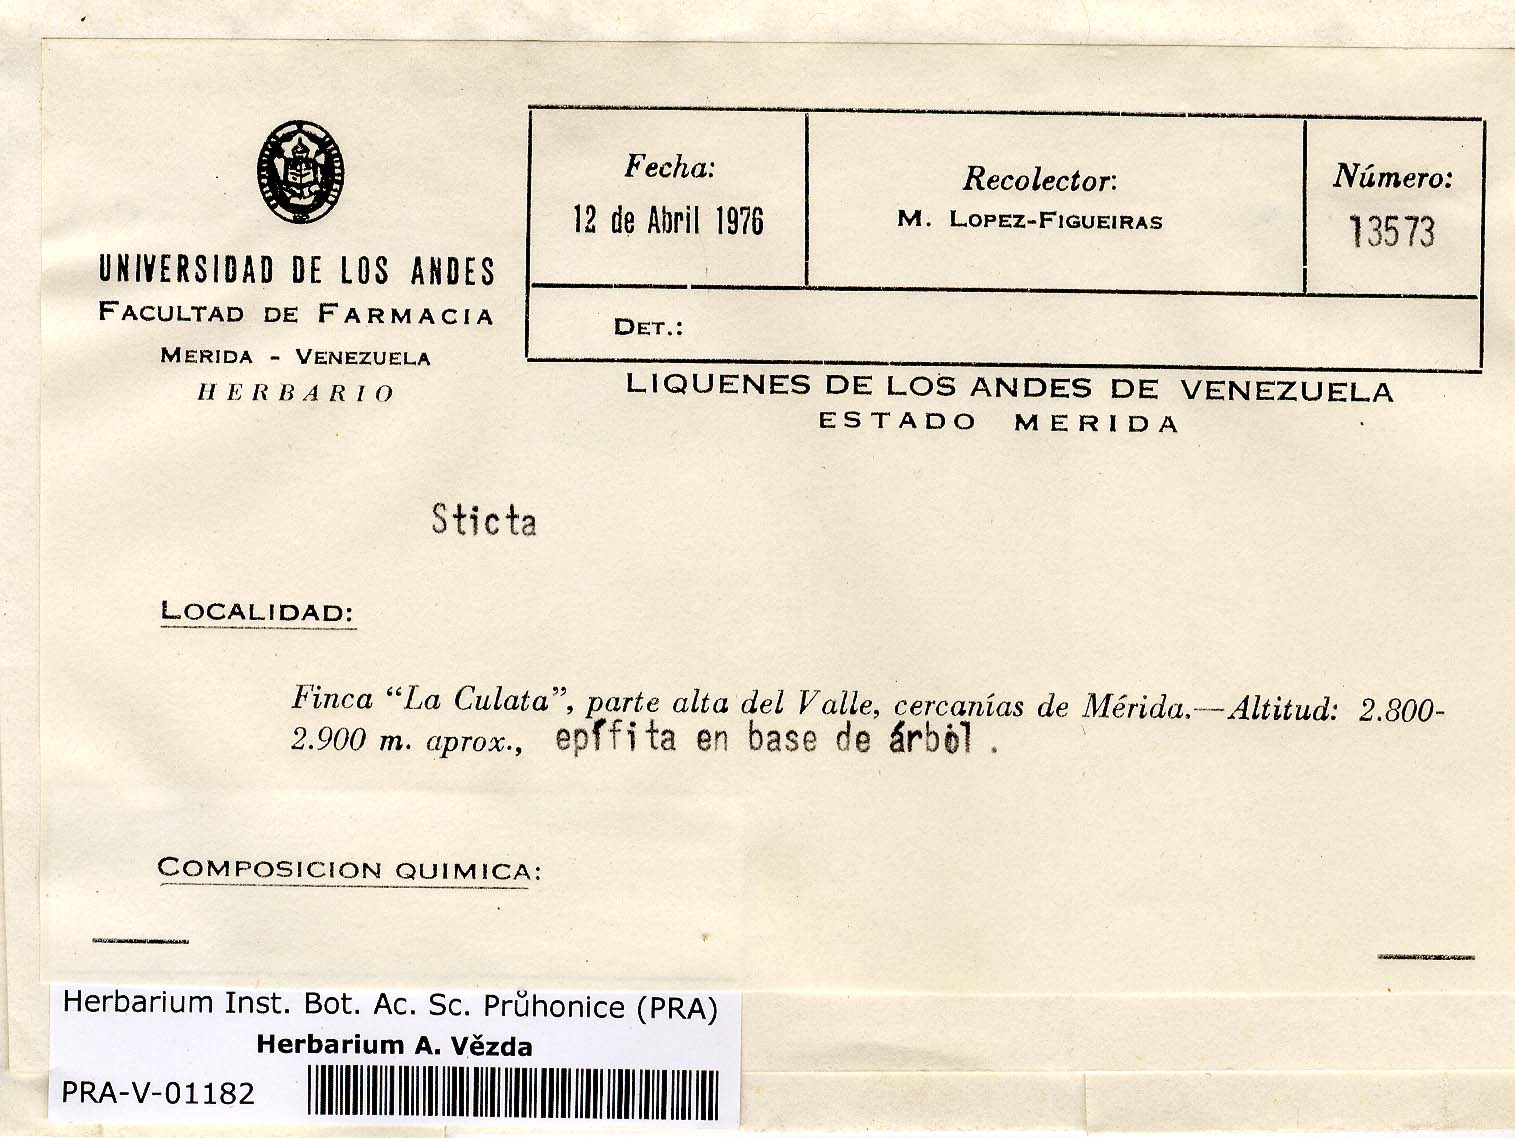 Fecha:
12 de Abril 1976
Recolector:
M. LOPEZ-FIGUEIRAS
Número:
13573
DET.:
UNIVERSIDAD DE LOS ANDES
FACULTAD DE FARMACIA
MERIDA - VENEZUELA
HERBARIO
LIQUENES DE LOS ANDES DE VENEZUELA
ESTADO MERIDA
Sticta
LOCALIDAD:
Finca “La Culata”, parte alta del Valle, cercanías de Mérida.—Altitud: 2.800-
2.900 m. aprox., epífita en base de árbol .
COMPOSICION QUIMICA:
Herbarium Inst. Bot. Ac. Sc. Průhonice (PRA)
Herbarium A. Vězda
PRA-V-01182